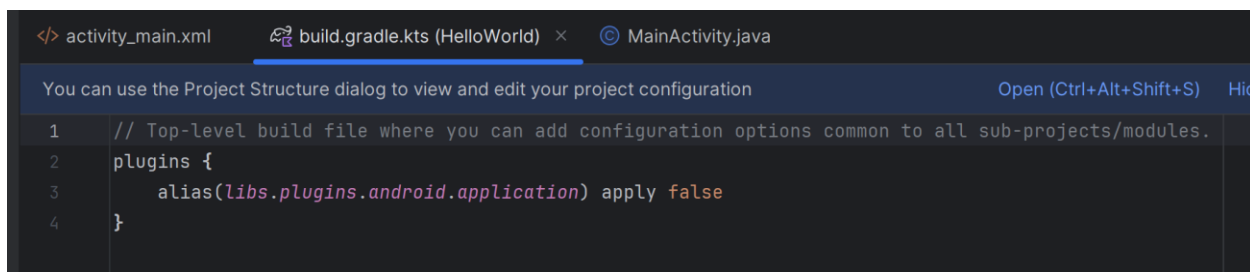 </> activity_main.xml build.gradle.kts (HelloWorld) × © MainActivity.java
You can use the Project Structure dialog to view and edit your project configuration Open (Ctrl+Alt+Shift+S) Hid
1 // Top-level build file where you can add configuration options common to all sub-projects/modules.
2 plugins {
3 alias(libs.plugins.android.application) apply false
4 }